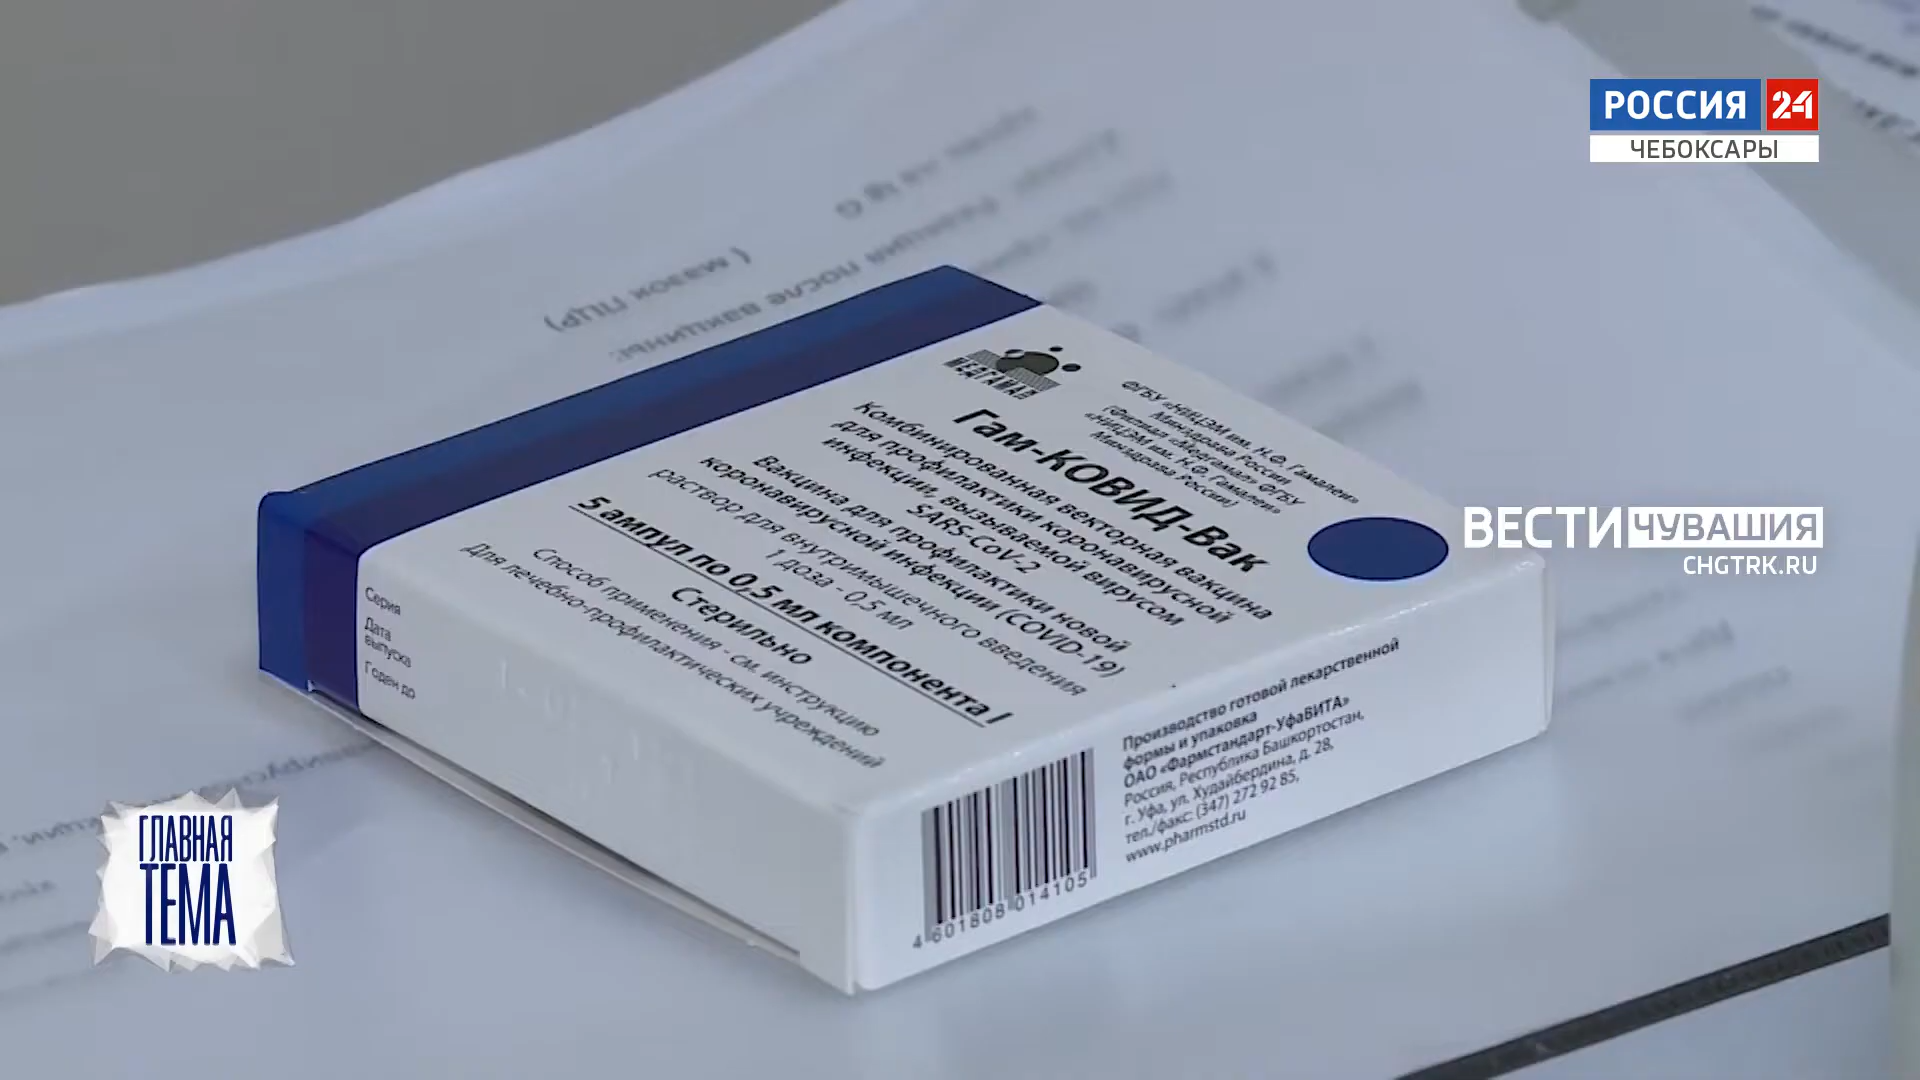 РОССИЯ 24
ЧЕБОКСАРЫ
ВЕСТИ ЧУВАШИЯ
CHGTRK.RU
ГЛАВНАЯ
ТЕМА
МЕДГАМАЛ
ФГБУ «НИЦЭМ им. Н.Ф. Гамалеи»
Минздрава России
(Филиал «Медгамал» ФГБУ
«НИЦЭМ им. Н.Ф. Гамалеи»
Минздрава России)
Гам-КОВИД-Вак
Комбинированная векторная вакцина
для профилактики коронавирусной
инфекции, вызываемой вирусом
SARS-CoV-2
Вакцина для профилактики новой
коронавирусной инфекции (COVID-19)
раствор для внутримышечного введения
1 доза - 0,5 мл
5 ампул по 0,5 мл компонента I
Стерильно
Способ применения - см. инструкцию
Для лечебно-профилактических учреждений
Серия
Дата
выпуска
Годен до
4 601808 014105
Производство готовой лекарственной
формы и упаковка
ОАО «Фармстандарт-УфаВИТА»
Россия, Республика Башкортостан,
г. Уфа, ул. Худайбердина, д. 28,
тел./факс: (347) 272 92 85,
www.pharmstd.ru
(мазок ПЦР)
после вакцины: